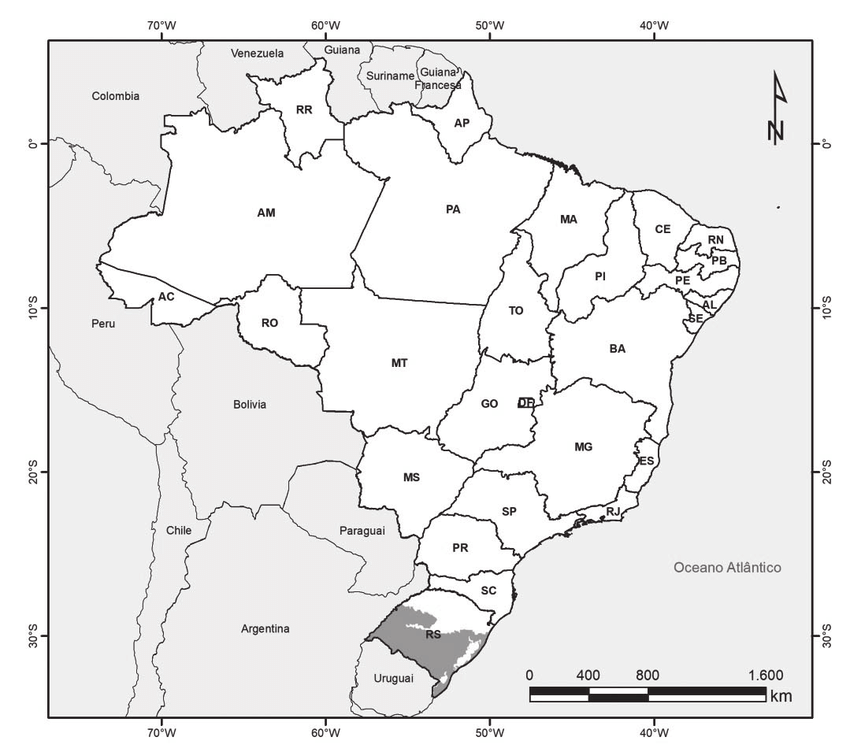 70°W 60°W 50°W 40°W
Venezuela
Guiana
Suriname
Guiana
Francesa
Colombia
RR
AP
N
0°
0°
AM
PA
MA
CE
RN
PB
PI
PE
AC
AL
SE
10°S
10°S
Peru
RO
TO
BA
MT
Bolivia
GO
DF
MG
ES
20°S
20°S
MS
SP
RJ
Chile
Paraguai
PR
Oceano Atlântico
SC
Argentina
RS
30°S
30°S
Uruguai
0 400 800 1.600
km
70°W 60°W 50°W 40°W